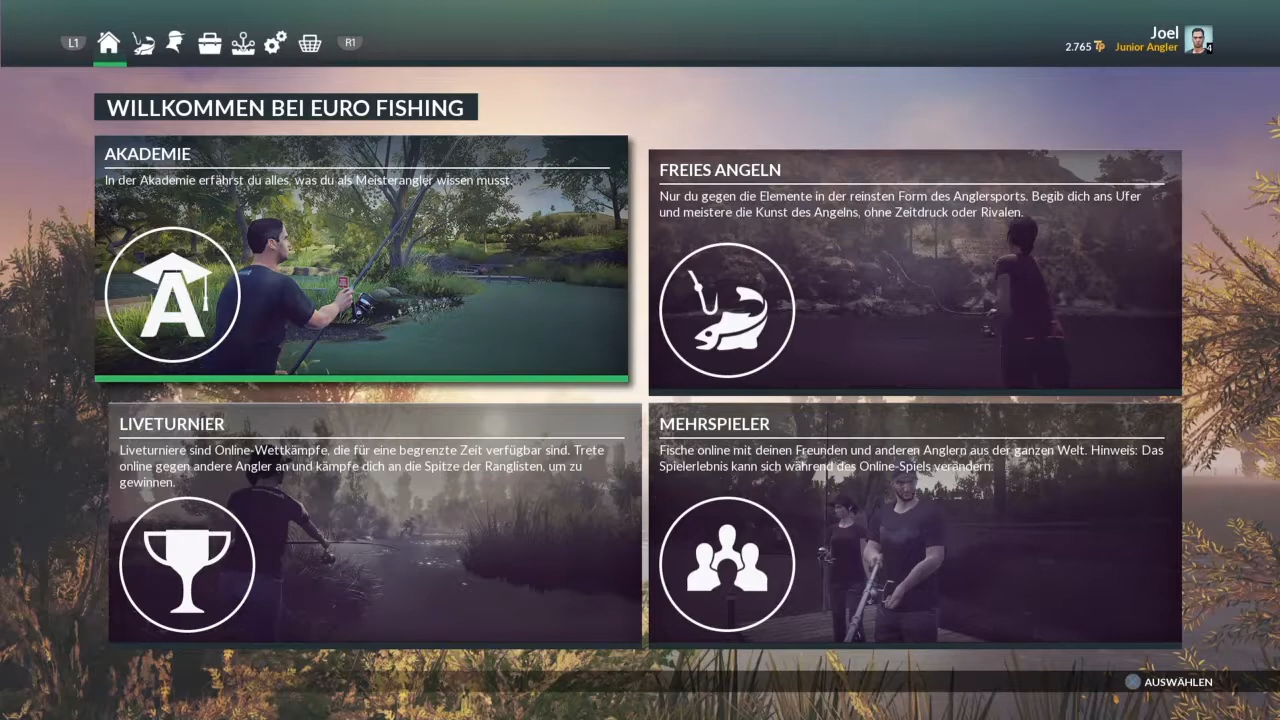 L1
R1
Joel
2.765 TP Junior Angler
4
WILLKOMMEN BEI EURO FISHING
AKADEMIE
In der Akademie erfährst du alles, was du als Meisterangler wissen musst.
A
FREIES ANGELN
Nur du gegen die Elemente in der reinsten Form des Anglersports. Begib dich ans Ufer
und meistere die Kunst des Angelns, ohne Zeitdruck oder Rivalen.
LIVETURNIER
Liveturniere sind Online-Wettkämpfe, die für eine begrenzte Zeit verfügbar sind. Trete
online gegen andere Angler an und kämpfe dich an die Spitze der Ranglisten, um zu
gewinnen.
MEHRSPIELER
Fische online mit deinen Freunden und anderen Anglern aus der ganzen Welt. Hinweis: Das
Spielerlebnis kann sich während des Online-Spiels verändern.
AUSWÄHLEN